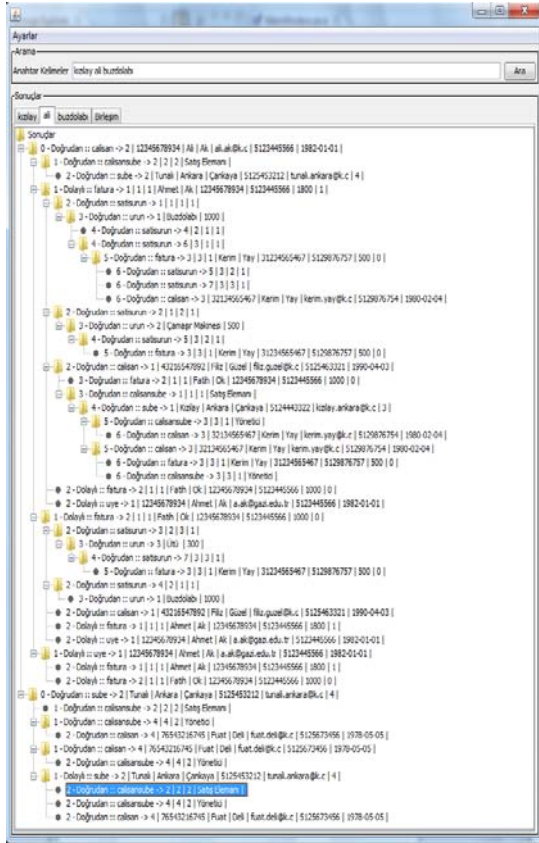 Ayarlar
Arama
Anahtar Kelimeler kızılay ali buzdolabı Ara
Sonuçlar
kızılay ali buzdolabı Birleşim
Sonuçlar
0 - Doğrudan :: calisan -> 2 | 12345678934 | Ali | Ak | ali.ak@k.c | 5123445566 | 1982-01-01 |
1 - Doğrudan :: calisansube -> 2 | 2 | 2 | Satış Elemanı |
2 - Doğrudan :: sube -> 2 | Tunalı | Ankara | Çankaya | 5125453212 | tunali.ankara@k.c | 4 |
1 - Dolaylı :: fatura -> 1 | 1 | 1 | Ahmet | Ak | 12345678934 | 5123445566 | 1800 | 1 |
2 - Doğrudan :: satisurun -> 1 | 1 | 1 | 1 |
3 - Doğrudan :: urun -> 1 | Buzdolabı | 1000 |
4 - Doğrudan :: satisurun -> 4 | 2 | 1 | 1 |
4 - Doğrudan :: satisurun -> 6 | 3 | 1 | 1 |
5 - Doğrudan :: fatura -> 3 | 3 | 1 | Kerim | Yay | 31234565467 | 5129876757 | 500 | 0 |
6 - Doğrudan :: satisurun -> 5 | 3 | 2 | 1 |
6 - Doğrudan :: satisurun -> 7 | 3 | 3 | 1 |
6 - Doğrudan :: calisan -> 3 | 32134565467 | Kerim | Yay | kerim.yay@k.c | 5129876754 | 1980-02-04 |
2 - Doğrudan :: satisurun -> 2 | 1 | 2 | 1 |
3 - Doğrudan :: urun -> 2 | Çamaşır Makinesi | 500 |
4 - Doğrudan :: satisurun -> 5 | 3 | 2 | 1 |
5 - Doğrudan :: fatura -> 3 | 3 | 1 | Kerim | Yay | 31234565467 | 5129876757 | 500 | 0 |
2 - Doğrudan :: calisan -> 1 | 43216547892 | Filiz | Güzel | filiz.guzel@k.c | 5125463321 | 1990-04-03 |
3 - Doğrudan :: fatura -> 2 | 1 | 1 | Fatih | Ok | 12345678934 | 5123445566 | 1000 | 0 |
3 - Doğrudan :: calisansube -> 1 | 1 | 1 | Satış Elemanı |
4 - Doğrudan :: sube -> 1 | Kızılay | Ankara | Çankaya | 5124443322 | kizilay.ankara@k.c | 3 |
5 - Doğrudan :: calisansube -> 3 | 3 | 1 | Yönetici |
6 - Doğrudan :: calisan -> 3 | 32134565467 | Kerim | Yay | kerim.yay@k.c | 5129876754 | 1980-02-04 |
5 - Doğrudan :: calisan -> 3 | 32134565467 | Kerim | Yay | kerim.yay@k.c | 5129876754 | 1980-02-04 |
6 - Doğrudan :: fatura -> 3 | 3 | 1 | Kerim | Yay | 31234565467 | 5129876757 | 500 | 0 |
6 - Doğrudan :: calisansube -> 3 | 3 | 1 | Yönetici |
2 - Dolaylı :: fatura -> 2 | 1 | 1 | Fatih | Ok | 12345678934 | 5123445566 | 1000 | 0 |
2 - Dolaylı :: uye -> 1 | 12345678934 | Ahmet | Ak | a.ak@gazi.edu.tr | 5123445566 | 1982-01-01 |
1 - Dolaylı :: fatura -> 2 | 1 | 1 | Fatih | Ok | 12345678934 | 5123445566 | 1000 | 0 |
2 - Doğrudan :: satisurun -> 3 | 2 | 3 | 1 |
3 - Doğrudan :: urun -> 3 | Ütü | 300 |
4 - Doğrudan :: satisurun -> 7 | 3 | 3 | 1 |
5 - Doğrudan :: fatura -> 3 | 3 | 1 | Kerim | Yay | 31234565467 | 5129876757 | 500 | 0 |
2 - Doğrudan :: satisurun -> 4 | 2 | 1 | 1 |
3 - Doğrudan :: urun -> 1 | Buzdolabı | 1000 |
2 - Doğrudan :: calisan -> 1 | 43216547892 | Filiz | Güzel | filiz.guzel@k.c | 5125463321 | 1990-04-03 |
2 - Dolaylı :: fatura -> 1 | 1 | 1 | Ahmet | Ak | 12345678934 | 5123445566 | 1800 | 1 |
2 - Dolaylı :: uye -> 1 | 12345678934 | Ahmet | Ak | a.ak@gazi.edu.tr | 5123445566 | 1982-01-01 |
1 - Dolaylı :: uye -> 1 | 12345678934 | Ahmet | Ak | a.ak@gazi.edu.tr | 5123445566 | 1982-01-01 |
2 - Dolaylı :: fatura -> 1 | 1 | 1 | Ahmet | Ak | 12345678934 | 5123445566 | 1800 | 1 |
2 - Dolaylı :: fatura -> 2 | 1 | 1 | Fatih | Ok | 12345678934 | 5123445566 | 1000 | 0 |
0 - Doğrudan :: sube -> 2 | Tunalı | Ankara | Çankaya | 5125453212 | tunali.ankara@k.c | 4 |
1 - Doğrudan :: calisansube -> 2 | 2 | 2 | Satış Elemanı |
1 - Doğrudan :: calisansube -> 4 | 4 | 2 | Yönetici |
2 - Doğrudan :: calisan -> 4 | 76543216745 | Fuat | Deli | fuat.deli@k.c | 5125673456 | 1978-05-05 |
1 - Doğrudan :: calisan -> 4 | 76543216745 | Fuat | Deli | fuat.deli@k.c | 5125673456 | 1978-05-05 |
2 - Doğrudan :: calisansube -> 4 | 4 | 2 | Yönetici |
1 - Dolaylı :: sube -> 2 | Tunalı | Ankara | Çankaya | 5125453212 | tunali.ankara@k.c | 4 |
2 - Doğrudan :: calisansube -> 2 | 2 | 2 | Satış Elemanı |
2 - Doğrudan :: calisansube -> 4 | 4 | 2 | Yönetici |
2 - Doğrudan :: calisan -> 4 | 76543216745 | Fuat | Deli | fuat.deli@k.c | 5125673456 | 1978-05-05 |